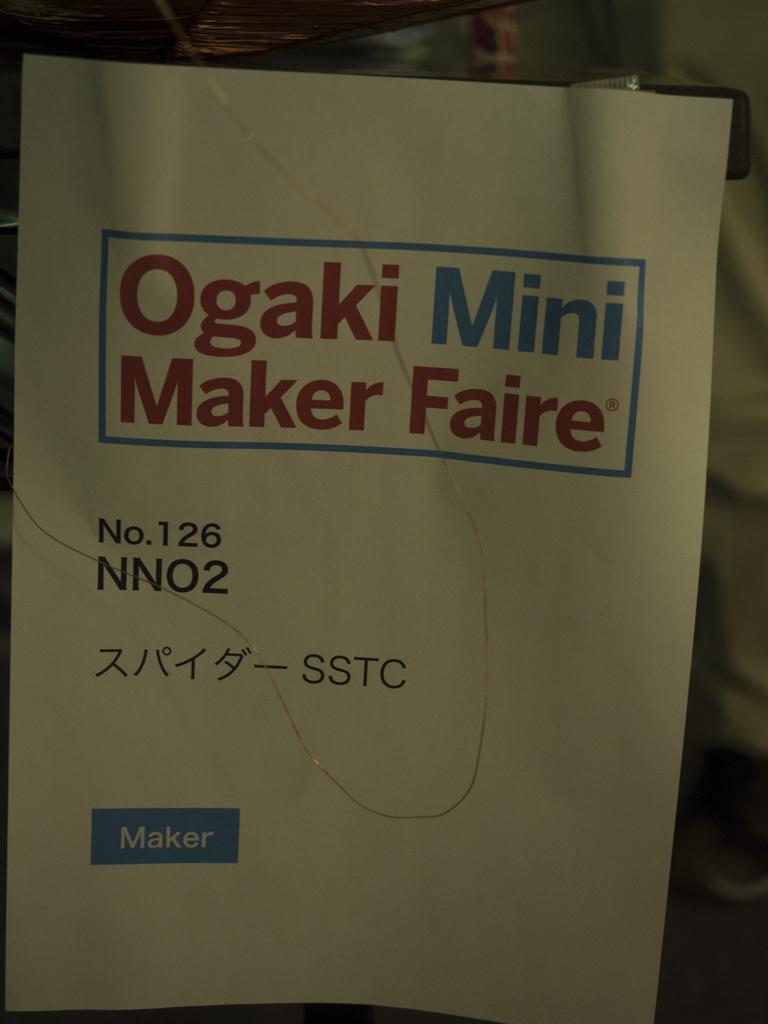 Ogaki Mini
Maker Faire®
No.126
NNO2
スパイダー SSTC
Maker